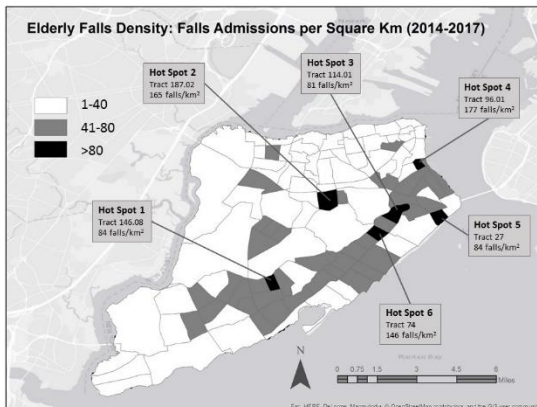 Elderly Falls Density: Falls Admissions per Square Km (2014-2017)
Hot Spot 2
Tract 187.02
165 falls/km²
Hot Spot 3
Tract 114.01
81 falls/km²
Hot Spot 4
Tract 96.01
177 falls/km²
1-40
41-80
>80
Hot Spot 1
Tract 146.08
84 falls/km²
Hot Spot 5
Tract 27
84 falls/km²
Hot Spot 6
Tract 74
146 falls/km²
N
0 0.75 1.5 3 4.5 6
Miles